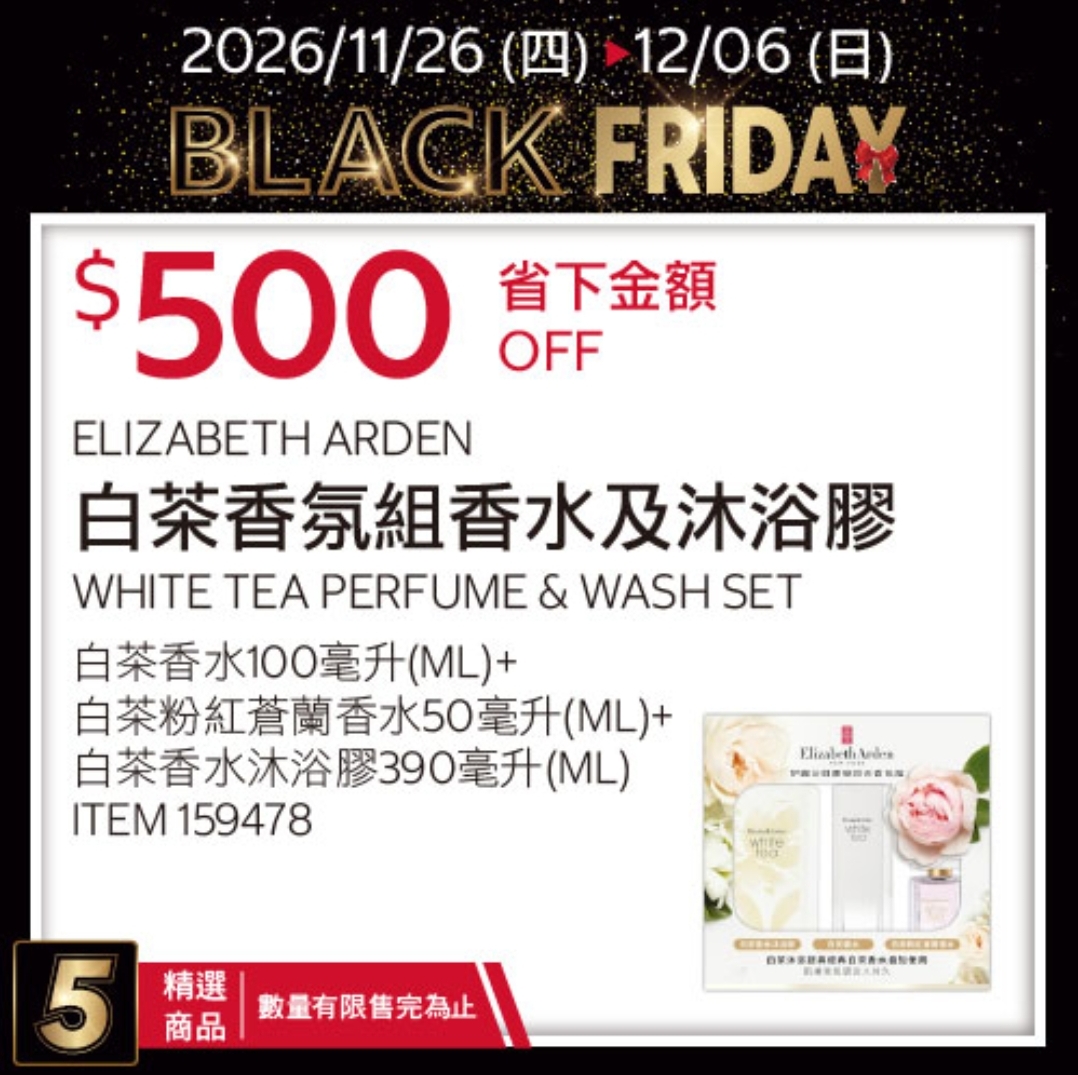 2026/11/26 (四)▶12/06 (日)
BLACK FRIDAY
$500 省下金額
OFF
ELIZABETH ARDEN
白茶香氛組香水及沐浴膠
WHITE TEA PERFUME & WASH SET
白茶香水100毫升(ML)+
白茶粉紅蒼蘭香水50毫升(ML)+
白茶香水沐浴膠390毫升(ML)
ITEM 159478
Elizabeth Arden
NEW YORK
white
tea
white
tea
5
精選
商品
數量有限售完為止